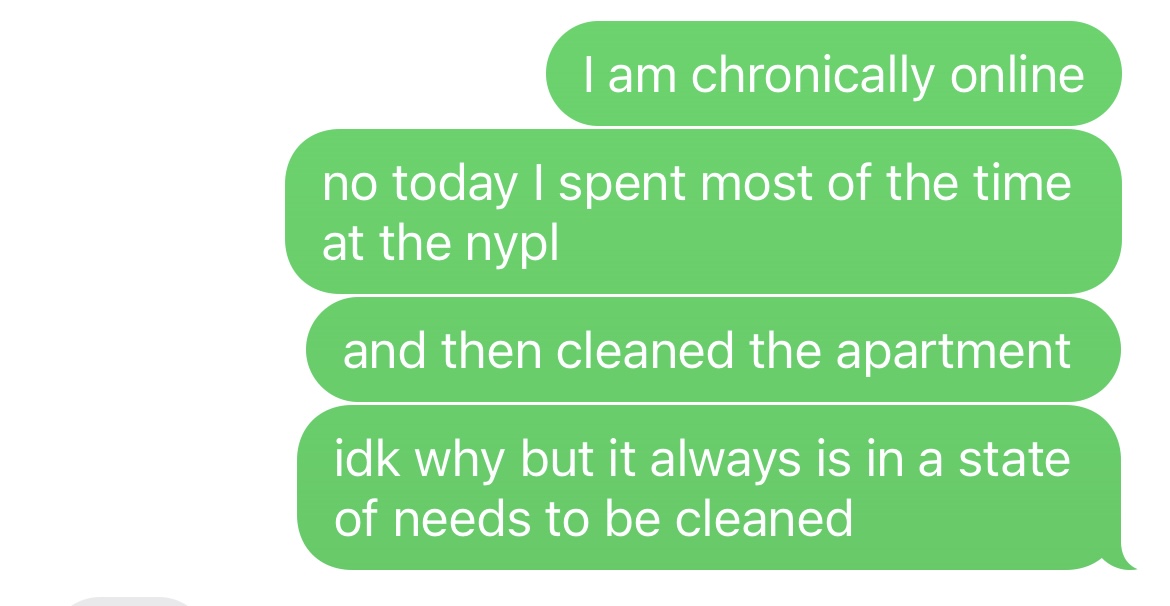 I am chronically online
no today I spent most of the time
at the nypl
and then cleaned the apartment
idk why but it always is in a state
of needs to be cleaned